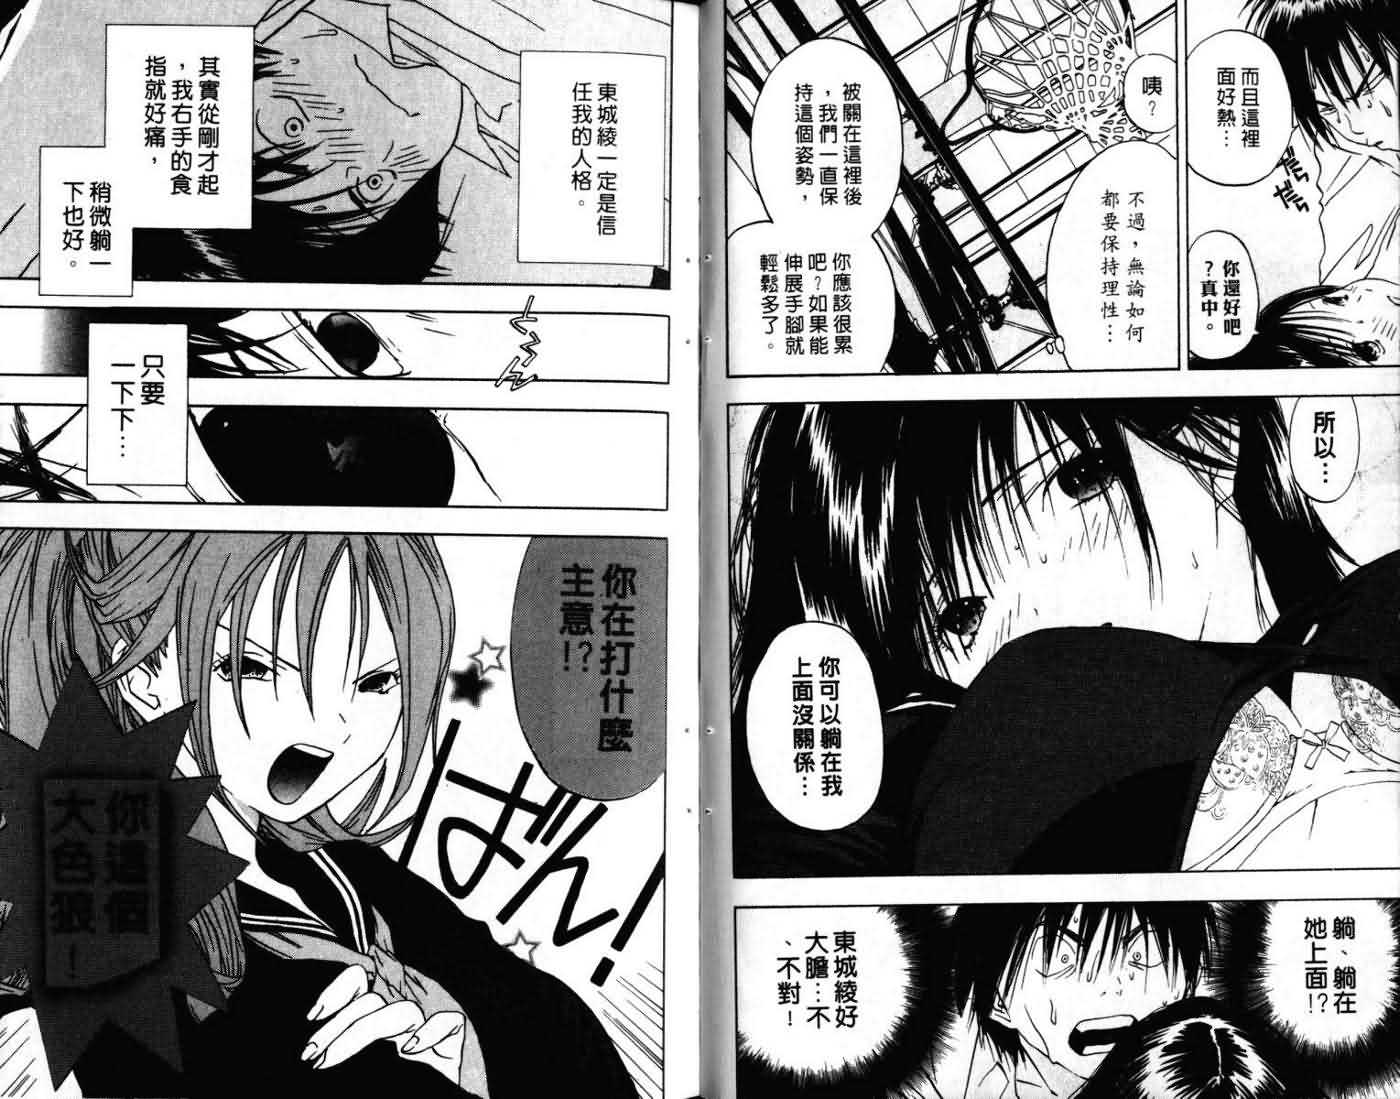 而且這裡
面好熱…
だらだら
你還好吧
？真中。
咦？
不過，無論如何
都要保持理性…
被關在這裡後
，我們一直保
持這個姿勢，
你應該很累
吧？如果能
伸展手腳就
輕鬆多了。
所以…
你可以躺在我
上面沒關係…
躺、躺在
她上面!?
東城綾好
大膽…不
、不對！
東城綾一定是信
任我的人格。
其實從剛才起
，我右手的食
指就好痛，
稍微躺一
下也好。
只要
一下下…
你在打什麼
主意!?
ばん！
你這個
大色狼！